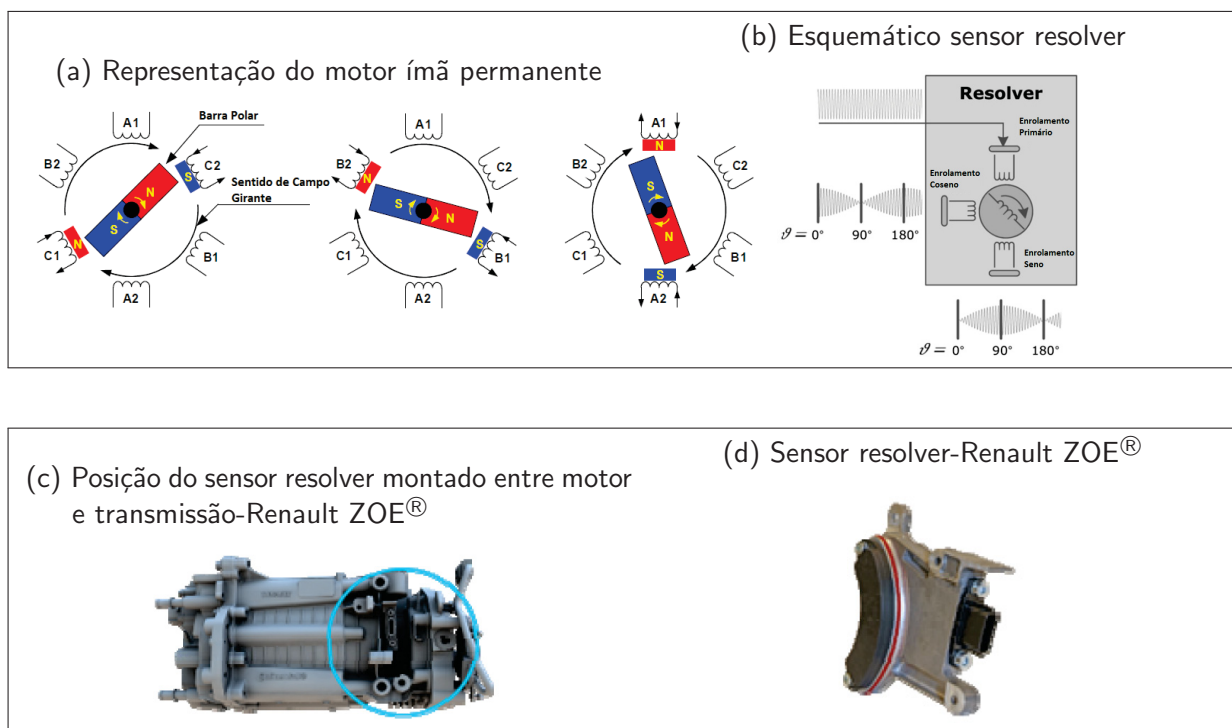 (a) Representação do motor ímã permanente
A1
Barra Polar
B2
C2
S
N
Sentido de Campo
Girante
S
N
C1
B1
A2
A1
B2
C2
N
S
N
S
C1
B1
A2
A1
N
B2
C2
S
N
C1
B1
S
A2
(b) Esquemático sensor resolver
Resolver
Enrolamento
Primário
Enrolamento
Coseno
ϑ = 0° 90° 180°
Enrolamento
Seno
ϑ = 0° 90° 180°
(c) Posição do sensor resolver montado entre motor
e transmissão-Renault ZOE®
(d) Sensor resolver-Renault ZOE®